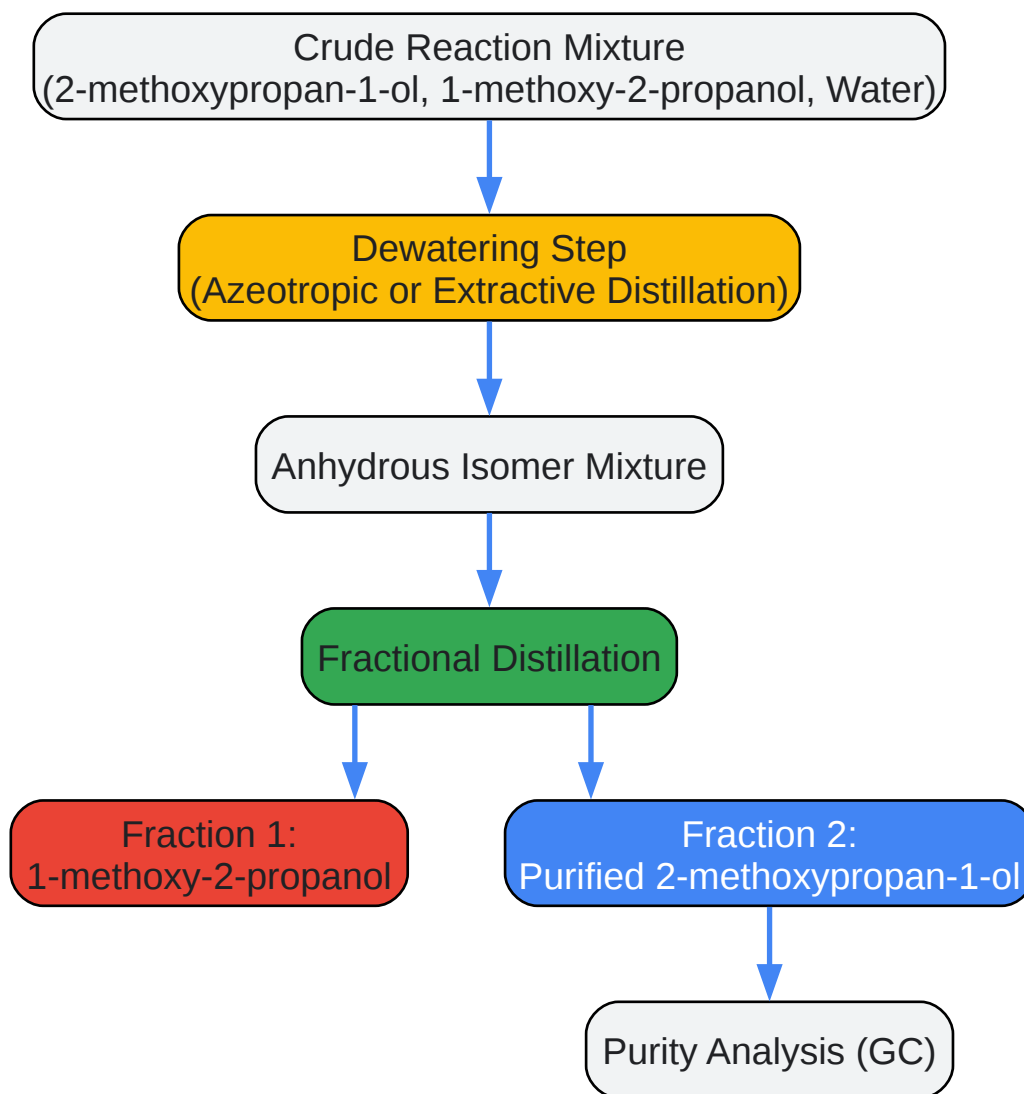 Crude Reaction Mixture
(2-methoxypropan-1-ol, 1-methoxy-2-propanol, Water)
Dewatering Step
(Azeotropic or Extractive Distillation)
Anhydrous Isomer Mixture
Fractional Distillation
Fraction 1:
1-methoxy-2-propanol
Fraction 2:
Purified 2-methoxypropan-1-ol
Purity Analysis (GC)